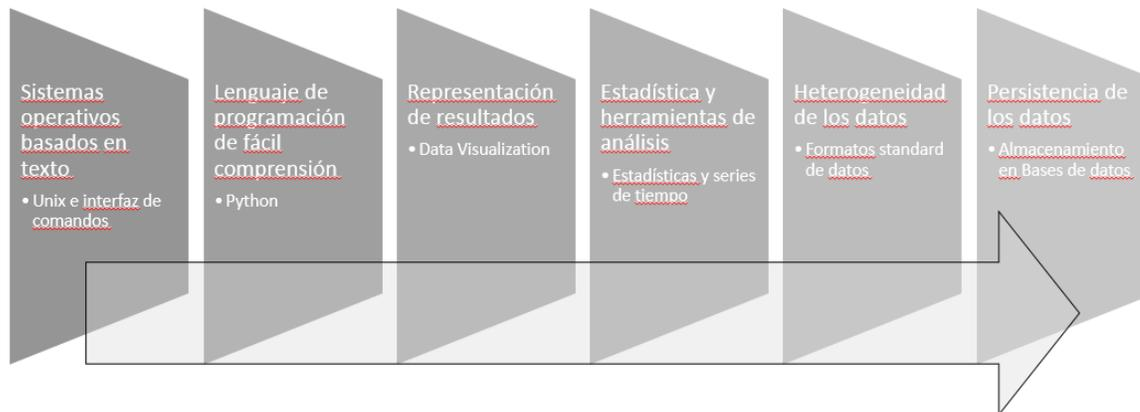 Sistemas
operativos
basados en
texto
• Unix e interfaz de
comandos
Lenguaje de
programación
de fácil
comprensión
• Python
Representación
de resultados
• Data Visualization
Estadística y
herramientas de
análisis
• Estadísticas y series
de tiempo
Heterogeneidad
de los datos
• Formatos standard
de datos
Persistencia de
los datos
• Almacenamiento
en Bases de datos